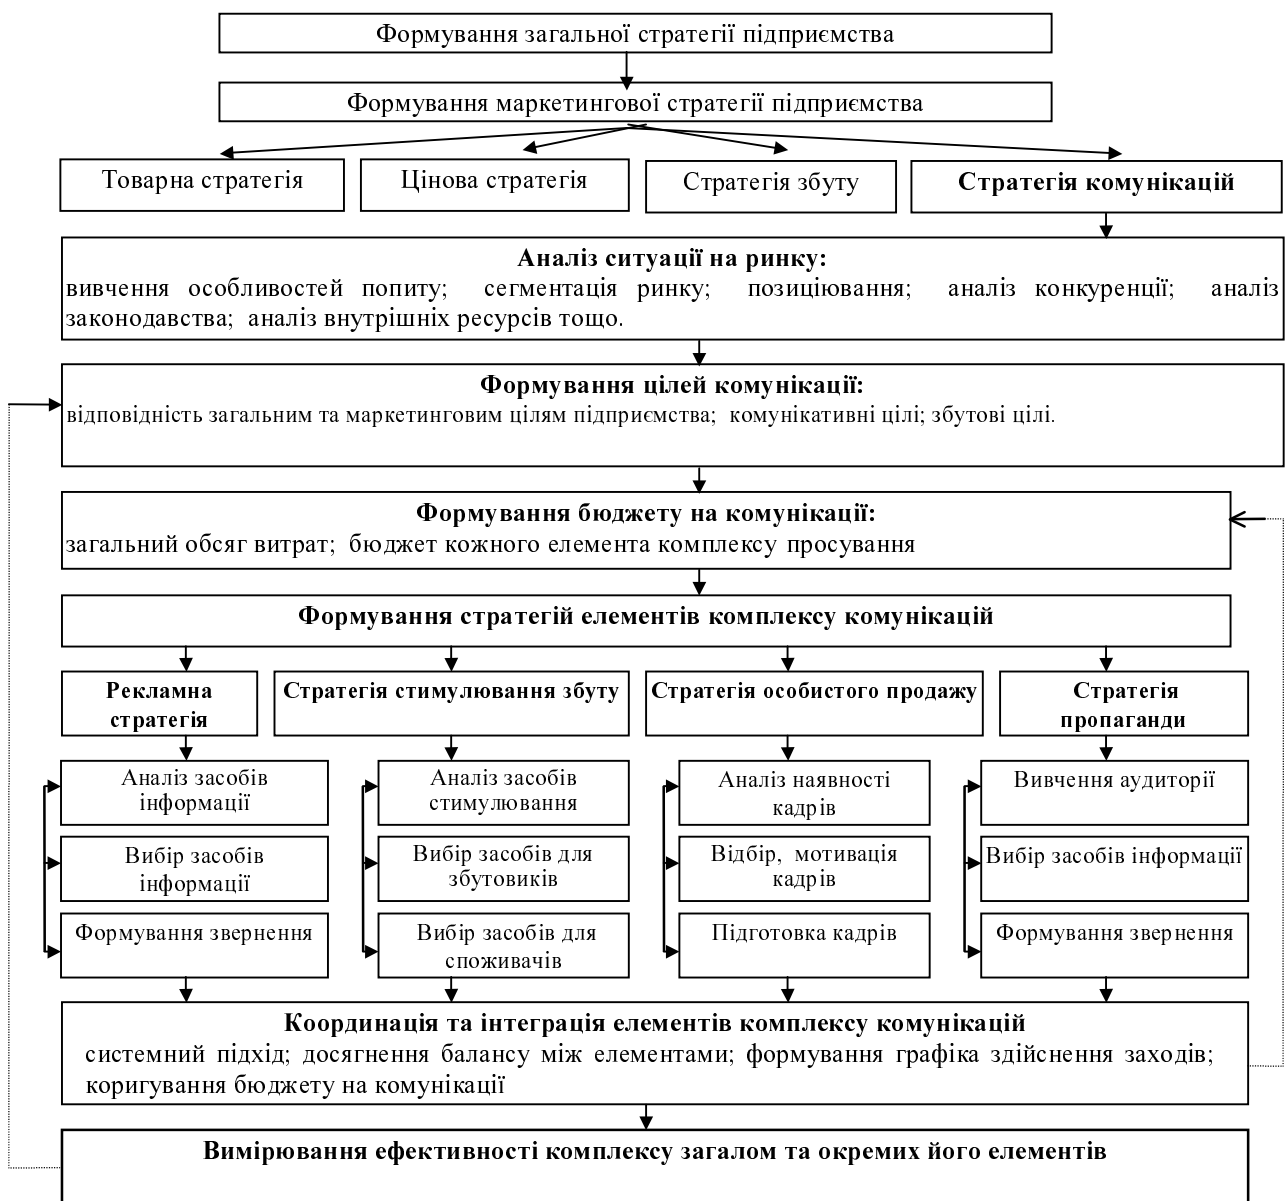 Формування загальної стратегії підприємства
Формування маркетингової стратегії підприємства
Товарна стратегія
Цінова стратегія
Стратегія збуту
Стратегія комунікацій
Аналіз ситуації на ринку:
вивчення особливостей попиту; сегментація ринку; позиціювання; аналіз конкуренції; аналіз
законодавства; аналіз внутрішніх ресурсів тощо.
Формування цілей комунікації:
відповідність загальним та маркетинговим цілям підприємства; комунікативні цілі; збутові цілі.
Формування бюджету на комунікації:
загальний обсяг витрат; бюджет кожного елемента комплексу просування
Формування стратегій елементів комплексу комунікацій
Рекламна
стратегія
Стратегія стимулювання збуту
Стратегія особистого продажу
Стратегія
пропаганди
Аналіз засобів
інформації
Аналіз засобів
стимулювання
Аналіз наявності
кадрів
Вивчення аудиторії
Вибір засобів
інформації
Вибір засобів для
збутовиків
Відбір, мотивація
кадрів
Вибір засобів інформації
Формування звернення
Вибір засобів для
споживачів
Підготовка кадрів
Формування звернення
Координація та інтеграція елементів комплексу комунікацій
системний підхід; досягнення балансу між елементами; формування графіка здійснення заходів;
коригування бюджету на комунікації
Вимірювання ефективності комплексу загалом та окремих його елементів